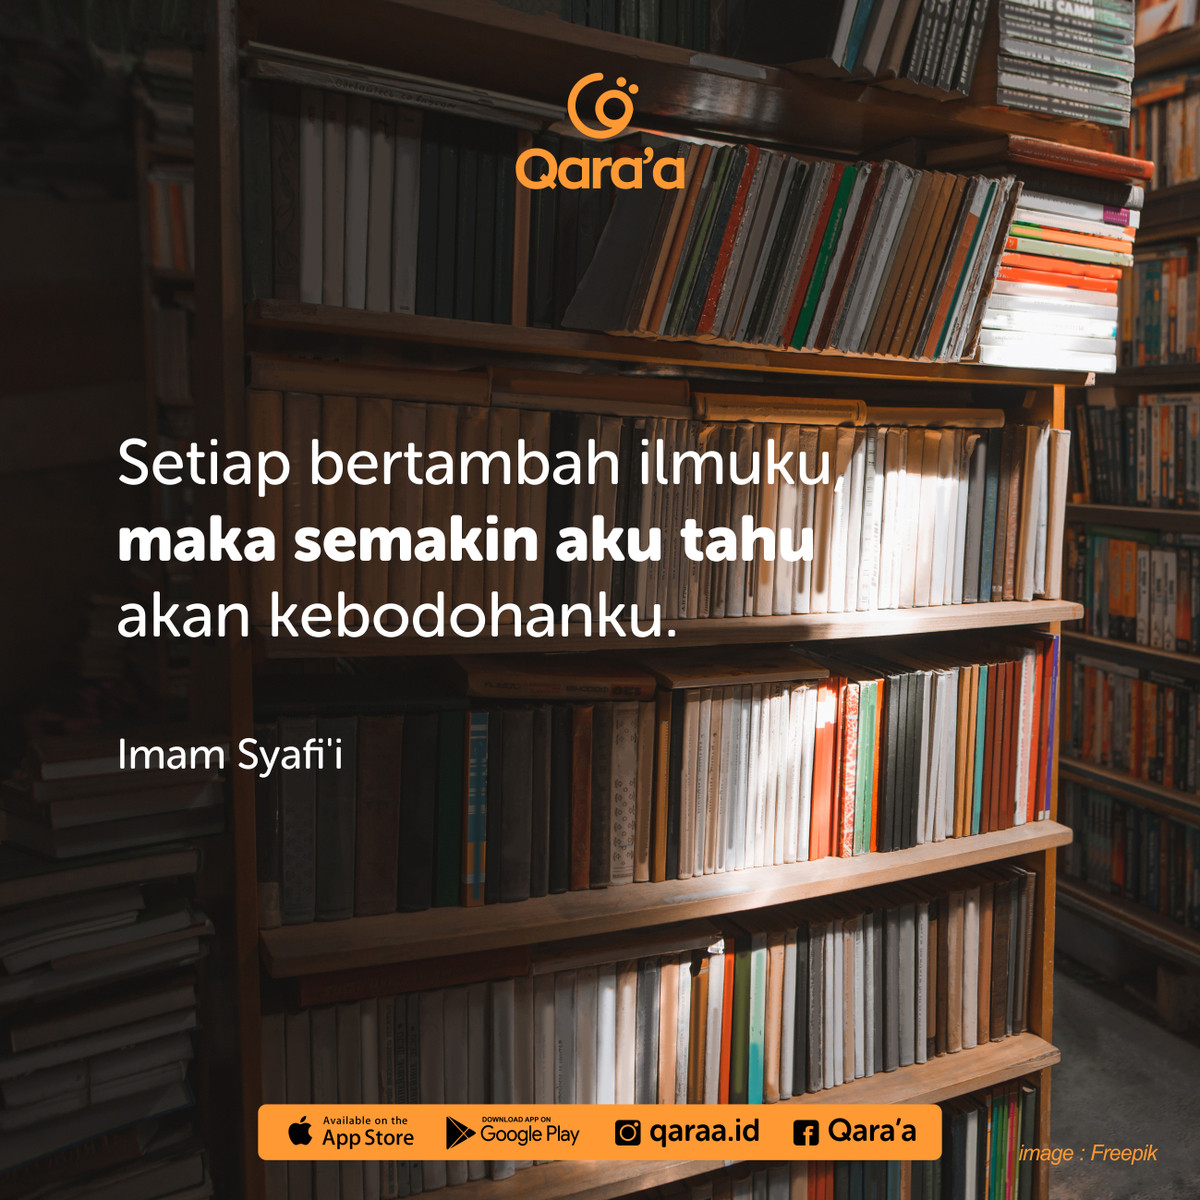 Qara'a
Setiap bertambah ilmuku,
maka semakin aku tahu
akan kebodohanku.
Imam Syafi'i
Available on the
App Store
DOWNLOAD APP ON
Google Play
qaraa.id
Qara'a
image : Freepik